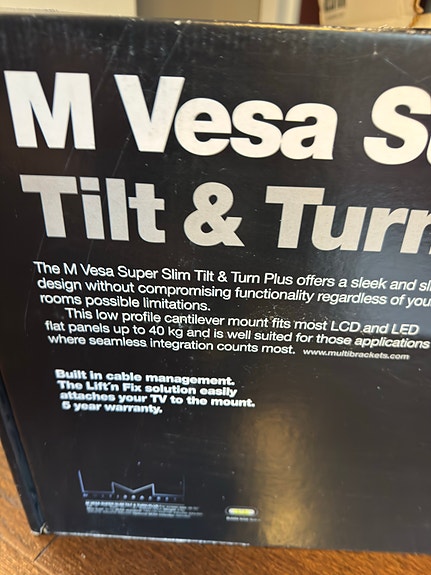 M Vesa S
Tilt & Turn
The M Vesa Super Slim Tilt & Turn Plus offers a sleek and sli
design without compromising functionality regardless of you
rooms possible limitations.
This low profile cantilever mount fits most LCD and LED
flat panels up to 40 kg and is well suited for those applications
where seamless integration counts most. www.multibrackets.com
Built in cable management.
The Lift'n Fix solution easily
attaches your TV to the mount.
5 year warranty.
MULTIBRACKETS